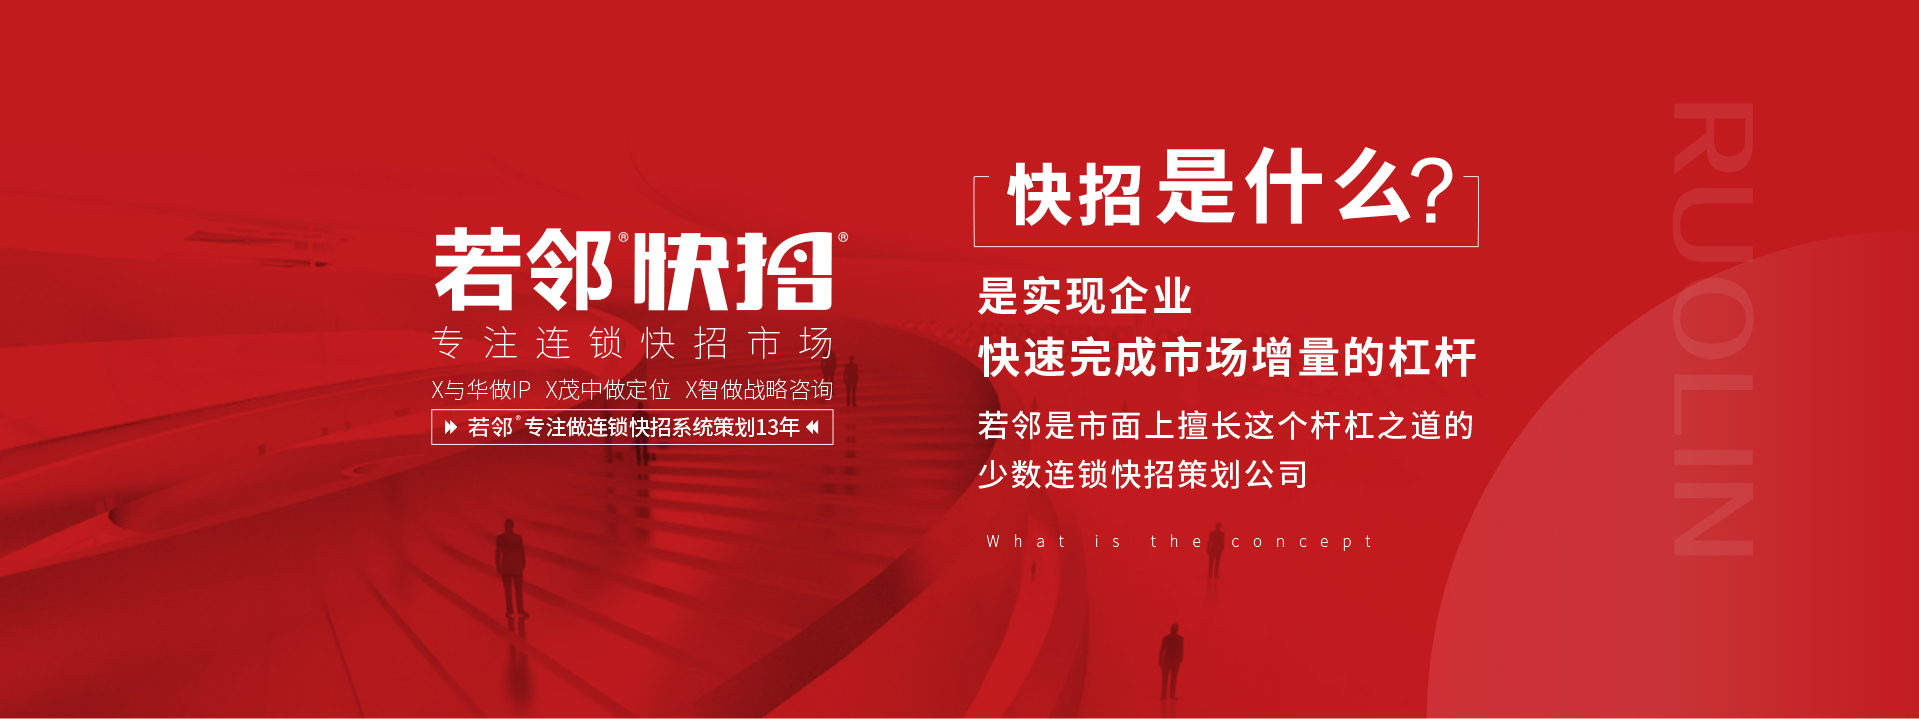 若邻®快招®
专注连锁快招市场
X与华做IP X茂中做定位 X智做战略咨询
若邻®专注做连锁快招系统策划13年
快招是什么?
是实现企业
快速完成市场增量的杠杆
若邻是市面上擅长这个杆杠之道的
少数连锁快招策划公司
What is the concept
RUOLIN